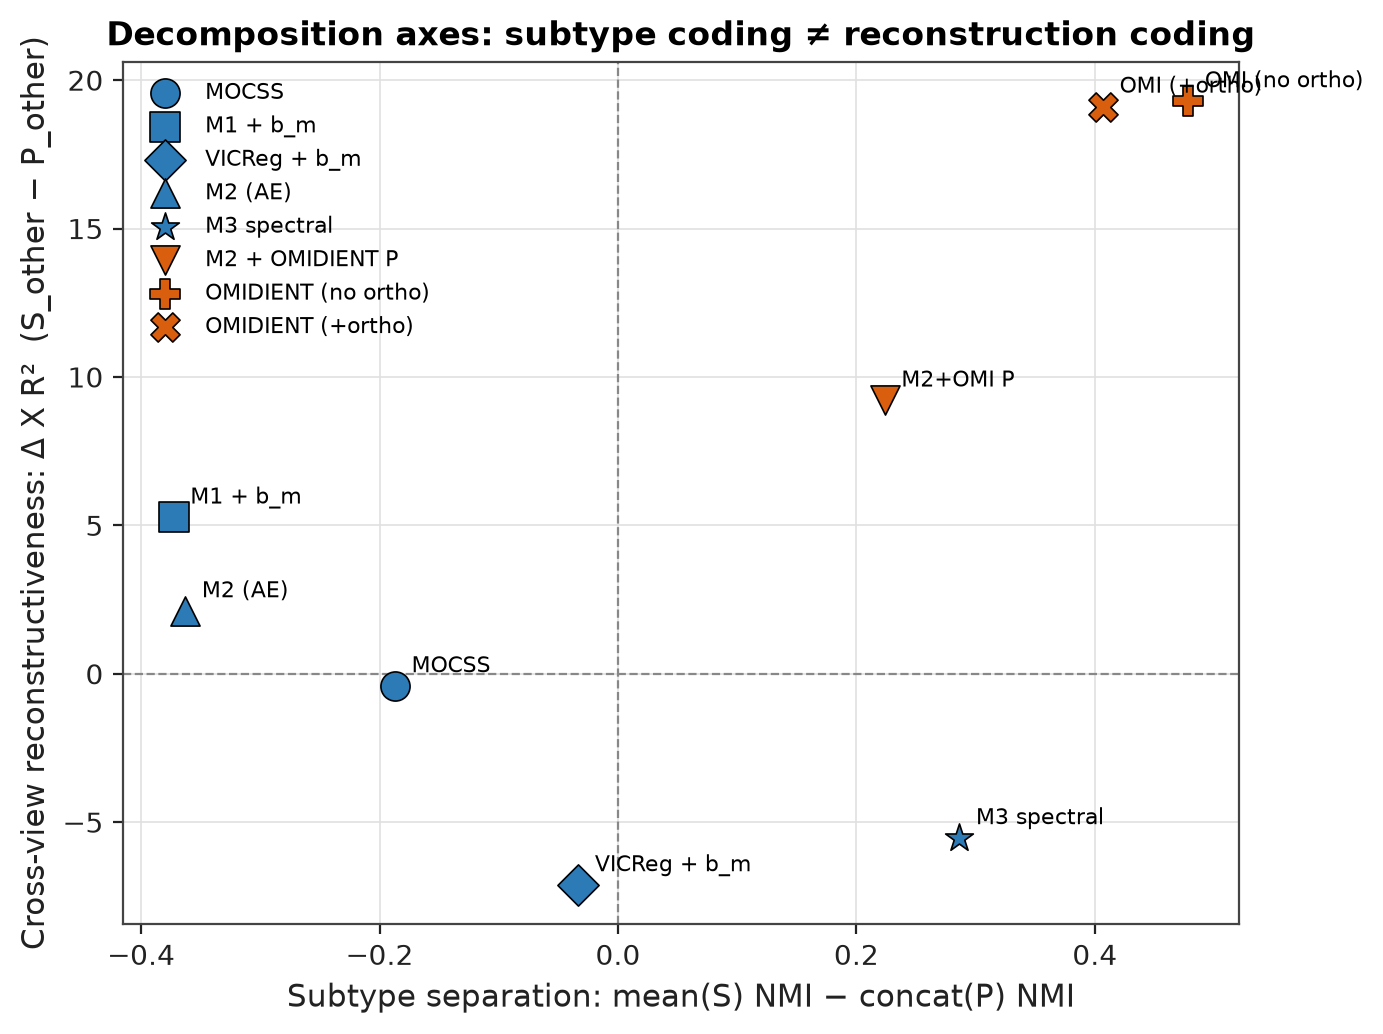 Decomposition axes: subtype coding ≠ reconstruction coding
Cross-view reconstructiveness: Δ X R² (S_other − P_other)
20
15
10
5
0
−5
MOCSS
M1 + b_m
VICReg + b_m
M2 (AE)
M3 spectral
M2 + OMIDIENT P
OMIDIENT (no ortho)
OMIDIENT (+ortho)
OMI (+ortho)
OMI (no ortho)
M2+OMI P
M1 + b_m
M2 (AE)
MOCSS
M3 spectral
VICReg + b_m
−0.4
−0.2
0.0
0.2
0.4
Subtype separation: mean(S) NMI − concat(P) NMI